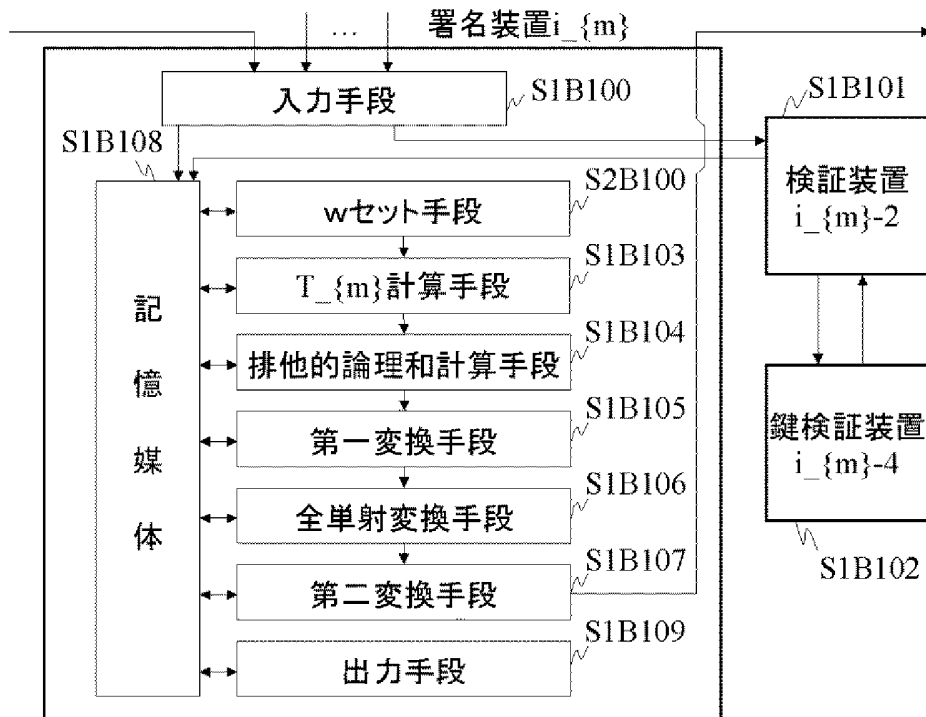 … 署名装置i_{m}
入力手段
S1B100
S1B101
S1B108
検証装置
i_{m}-2
S2B100
wセット手段
S1B103
T_{m}計算手段
S1B104
排他的論理和計算手段
記
憶
媒
体
S1B105
第一変換手段
鍵検証装置
i_{m}-4
S1B106
全単射変換手段
S1B107
第二変換手段
S1B102
S1B109
出力手段